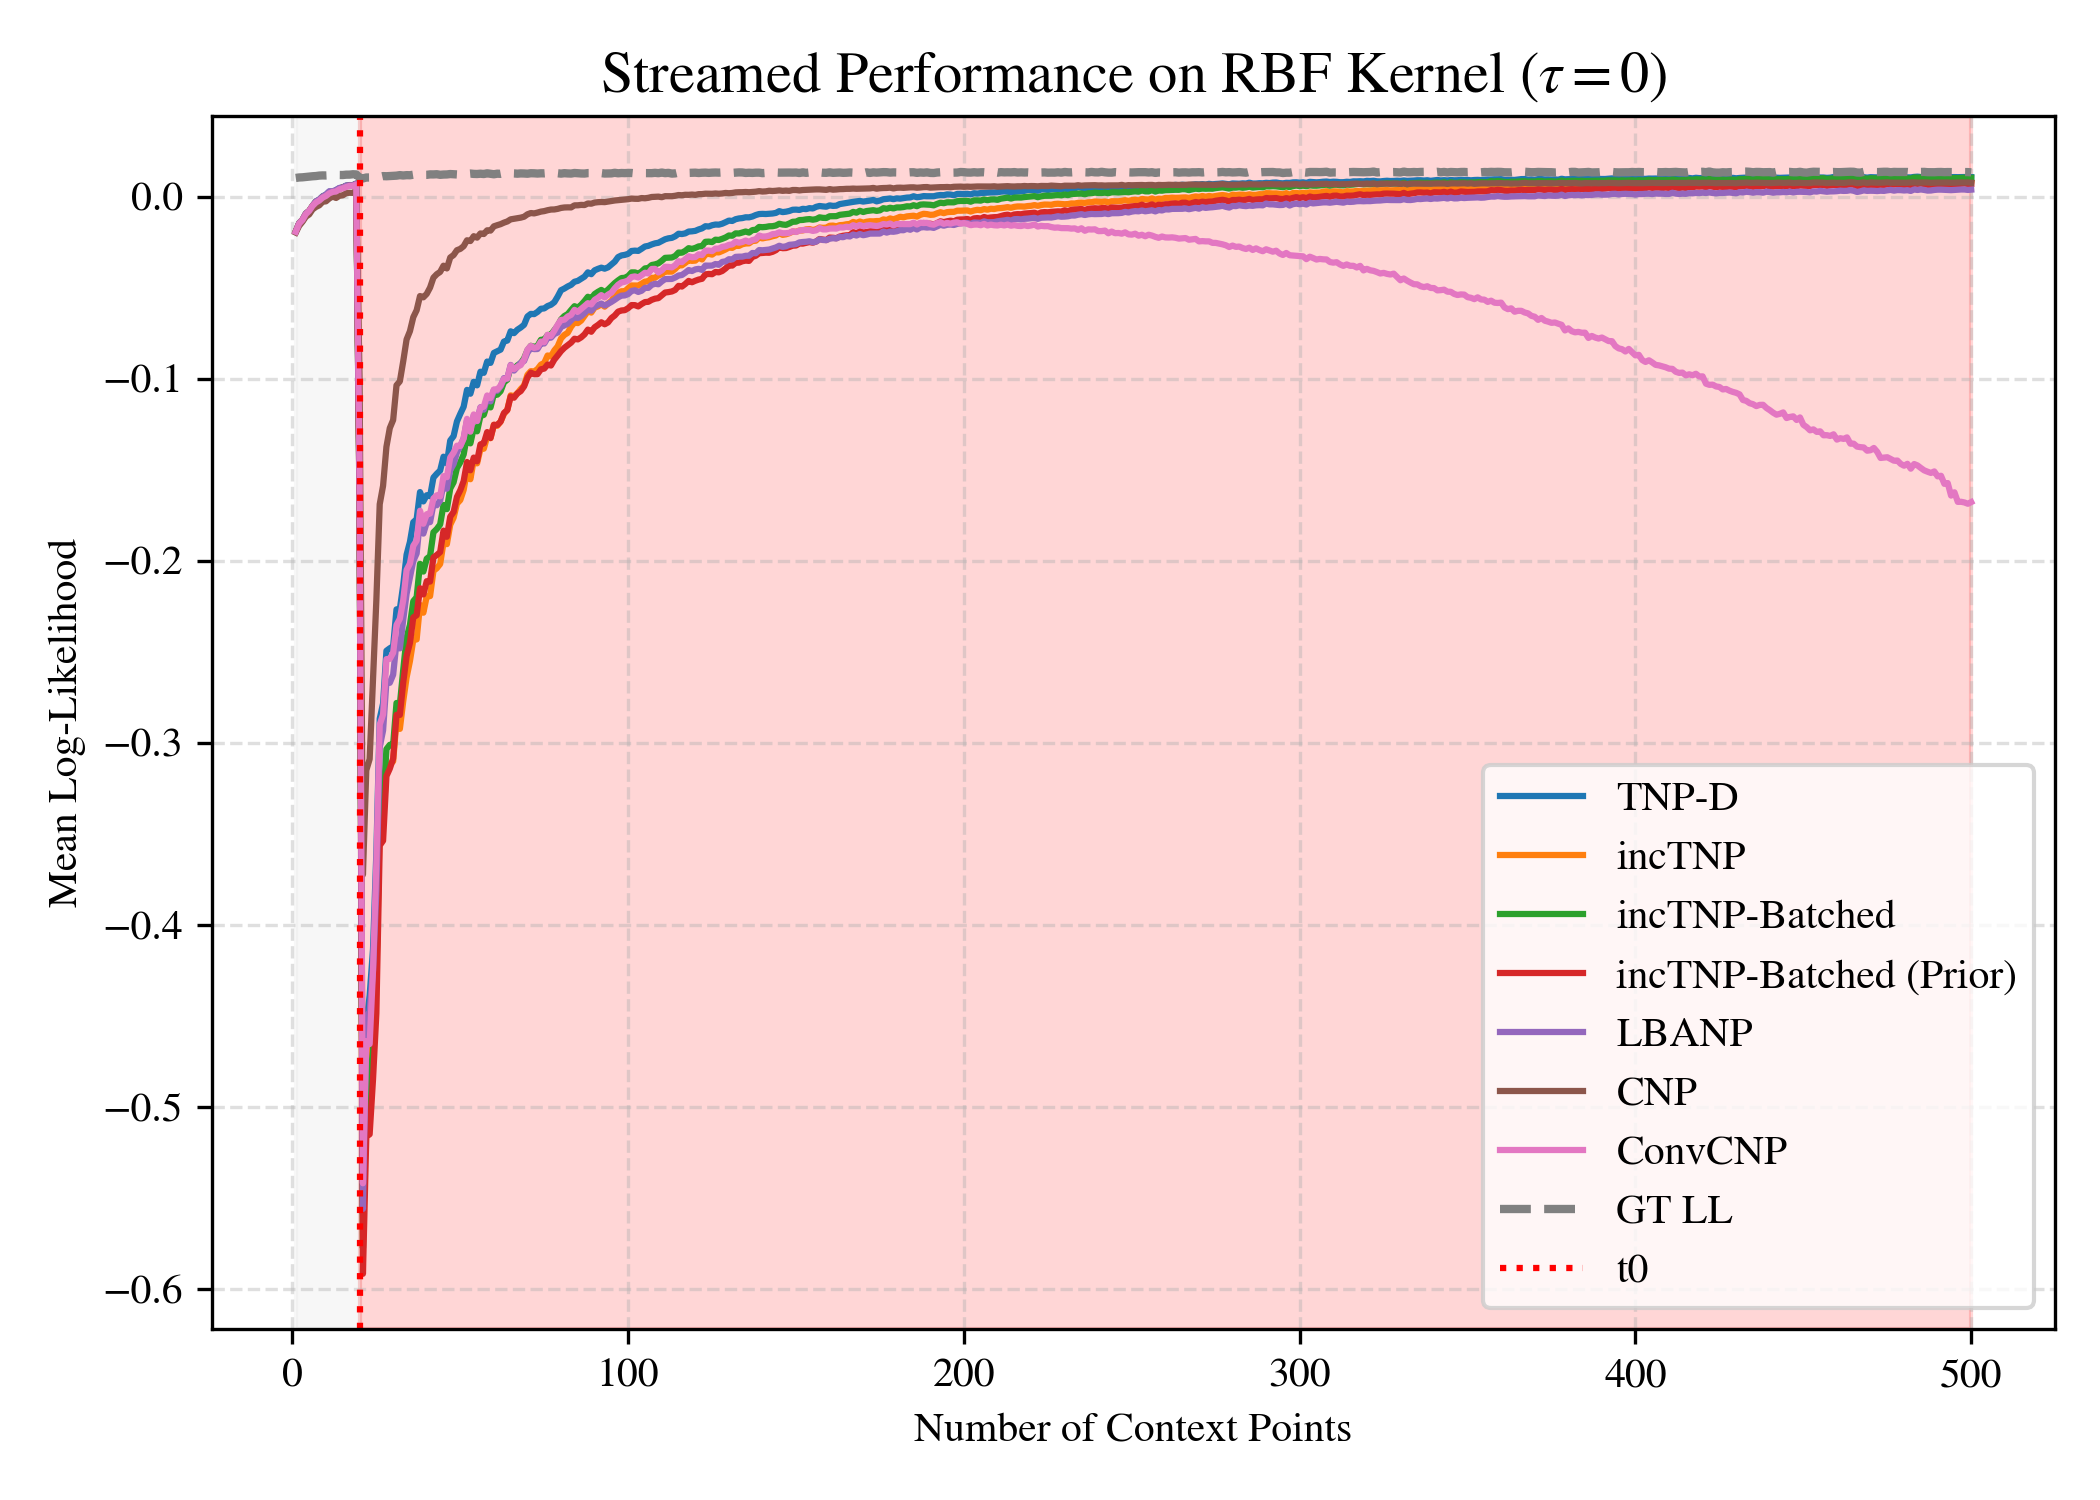 Streamed Performance on RBF Kernel (τ = 0)
Mean Log-Likelihood
0.0
−0.1
−0.2
−0.3
−0.4
−0.5
−0.6
TNP-D
incTNP
incTNP-Batched
incTNP-Batched (Prior)
LBANP
CNP
ConvCNP
GT LL
t0
0 100 200 300 400 500
Number of Context Points